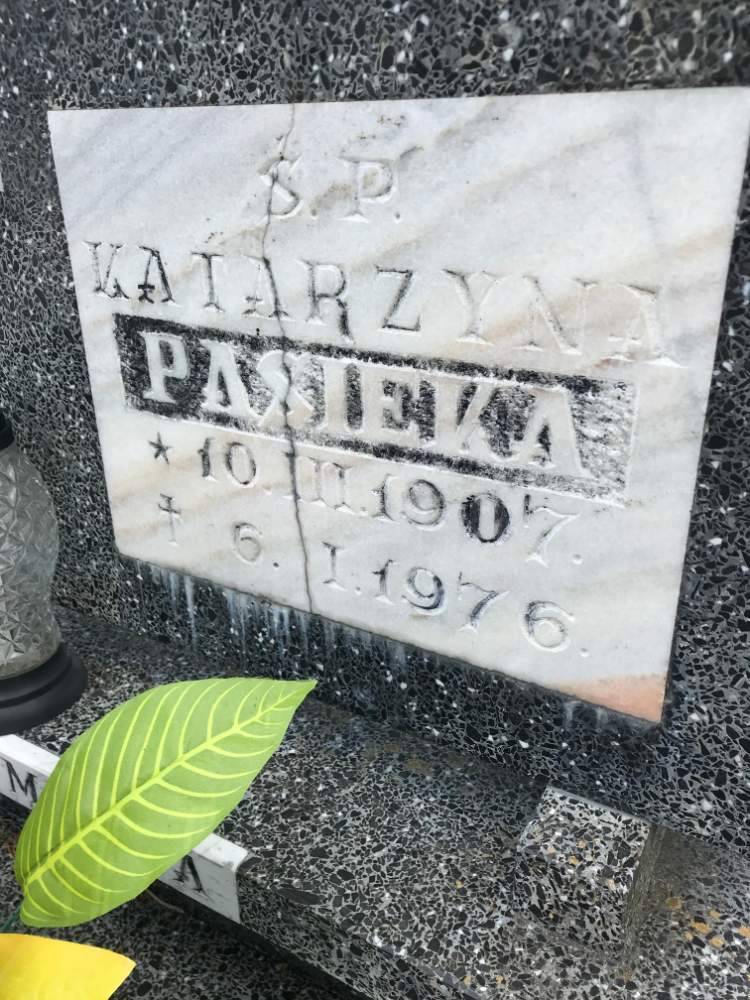 Ś. P.
KATARZYNA
PASIEKA
* 10. III. 1907.
† 6. I. 1976.